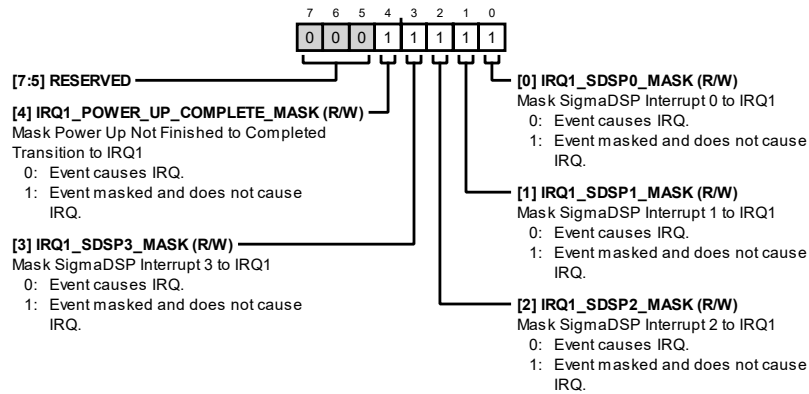 7 6 5 4 3 2 1 0
0 0 0 1 1 1 1 1
[7:5] RESERVED
[4] IRQ1_POWER_UP_COMPLETE_MASK (R/W)
Mask Power Up Not Finished to Completed
Transition to IRQ1
0: Event causes IRQ.
1: Event masked and does not cause
IRQ.
[3] IRQ1_SDSP3_MASK (R/W)
Mask SigmaDSP Interrupt 3 to IRQ1
0: Event causes IRQ.
1: Event masked and does not cause
IRQ.
[0] IRQ1_SDSP0_MASK (R/W)
Mask SigmaDSP Interrupt 0 to IRQ1
0: Event causes IRQ.
1: Event masked and does not cause
IRQ.
[1] IRQ1_SDSP1_MASK (R/W)
Mask SigmaDSP Interrupt 1 to IRQ1
0: Event causes IRQ.
1: Event masked and does not cause
IRQ.
[2] IRQ1_SDSP2_MASK (R/W)
Mask SigmaDSP Interrupt 2 to IRQ1
0: Event causes IRQ.
1: Event masked and does not cause
IRQ.